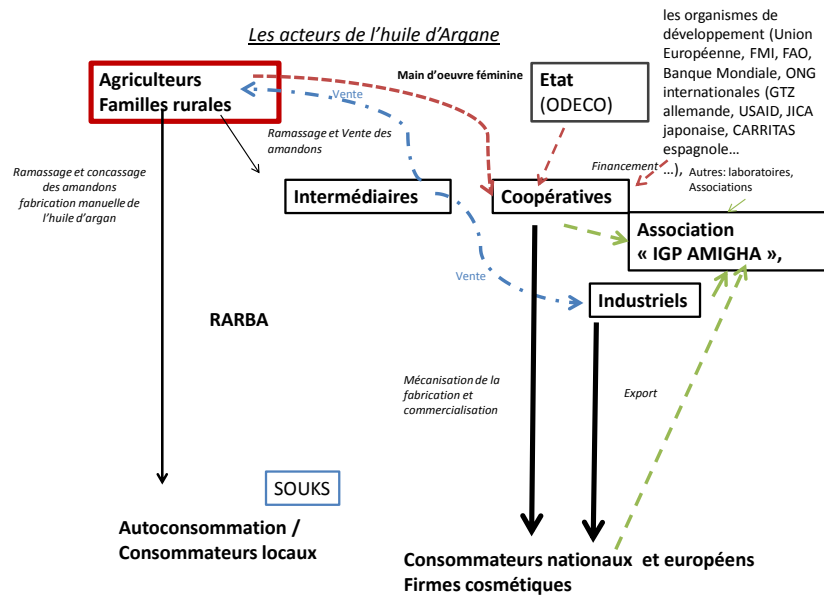 Les acteurs de l'huile d'Argane
les organismes de
développement (Union
Européenne, FMI, FAO,
Banque Mondiale, ONG
internationales (GTZ
allemande, USAID, JICA
japonaise, CARRITAS
espagnole…
…),
Agriculteurs
Familles rurales
Main d'oeuvre féminine
Etat
(ODECO)
Vente
Ramassage et Vente des
amandons
Ramassage et concassage
des amandons
fabrication manuelle de
l'huile d'argan
Financement
Autres: laboratoires,
Associations
Intermédiaires
Coopératives
Association
« IGP AMIGHA »,
Vente
Industriels
RARBA
Mécanisation de la
fabrication et
commercialisation
Export
SOUKS
Autoconsommation /
Consommateurs locaux
Consommateurs nationaux et européens
Firmes cosmétiques